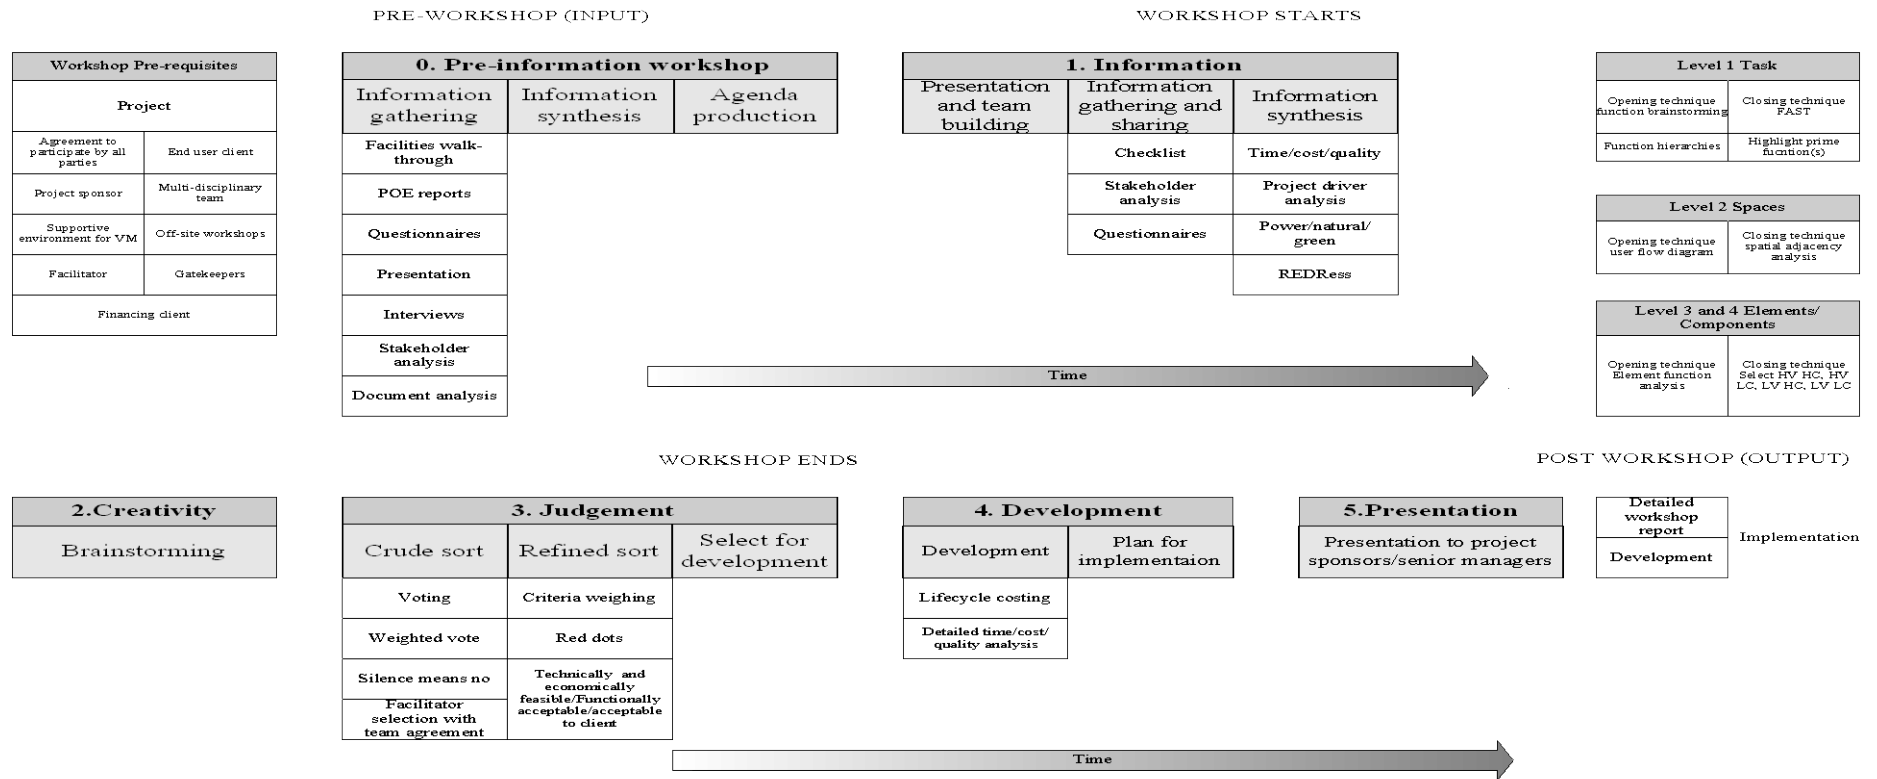 PRE-WORKSHOP (INPUT)
WORKSHOP STARTS
Workshop Pre-requisites
Project
Agreement to
participate by all
parties
End user client
Project sponsor
Multi-disciplinary
team
Supportive
environment for VM
Off-site workshops
Facilitator
Gatekeepers
Financing client
0. Pre-information workshop
Information
gathering
Information
synthesis
Agenda
production
Facilities walk-
through
POE reports
Questionnaires
Presentation
Interviews
Stakeholder
analysis
Document analysis
1. Information
Presentation
and team
building
Information
gathering and
sharing
Information
synthesis
Checklist
Time/cost/quality
Stakeholder
analysis
Project driver
analysis
Questionnaires
Power/natural/
green
REDRess
Time
Level 1 Task
Opening technique
function brainstorming
Closing technique
FAST
Function hierarchies
Highlight prime
fucntion(s)
Level 2 Spaces
Opening technique
user flow diagram
Closing technique
spatial adjacency
analysis
Level 3 and 4 Elements/
Components
Opening technique
Element function
analysis
Closing technique
Select HV HC, HV
LC, LV HC, LV LC
WORKSHOP ENDS
POST WORKSHOP (OUTPUT)
2.Creativity
Brainstorming
3. Judgement
Crude sort
Refined sort
Select for
development
Voting
Criteria weighing
Weighted vote
Red dots
Silence means no
Technically and
economically
feasible/Functionally
acceptable/acceptable
to client
Facilitator
selection with
team agreement
4. Development
Development
Plan for
implementaion
Lifecycle costing
Detailed time/cost/
quality analysis
5.Presentation
Presentation to project
sponsors/senior managers
Detailed
workshop
report
Development
Implementation
Time